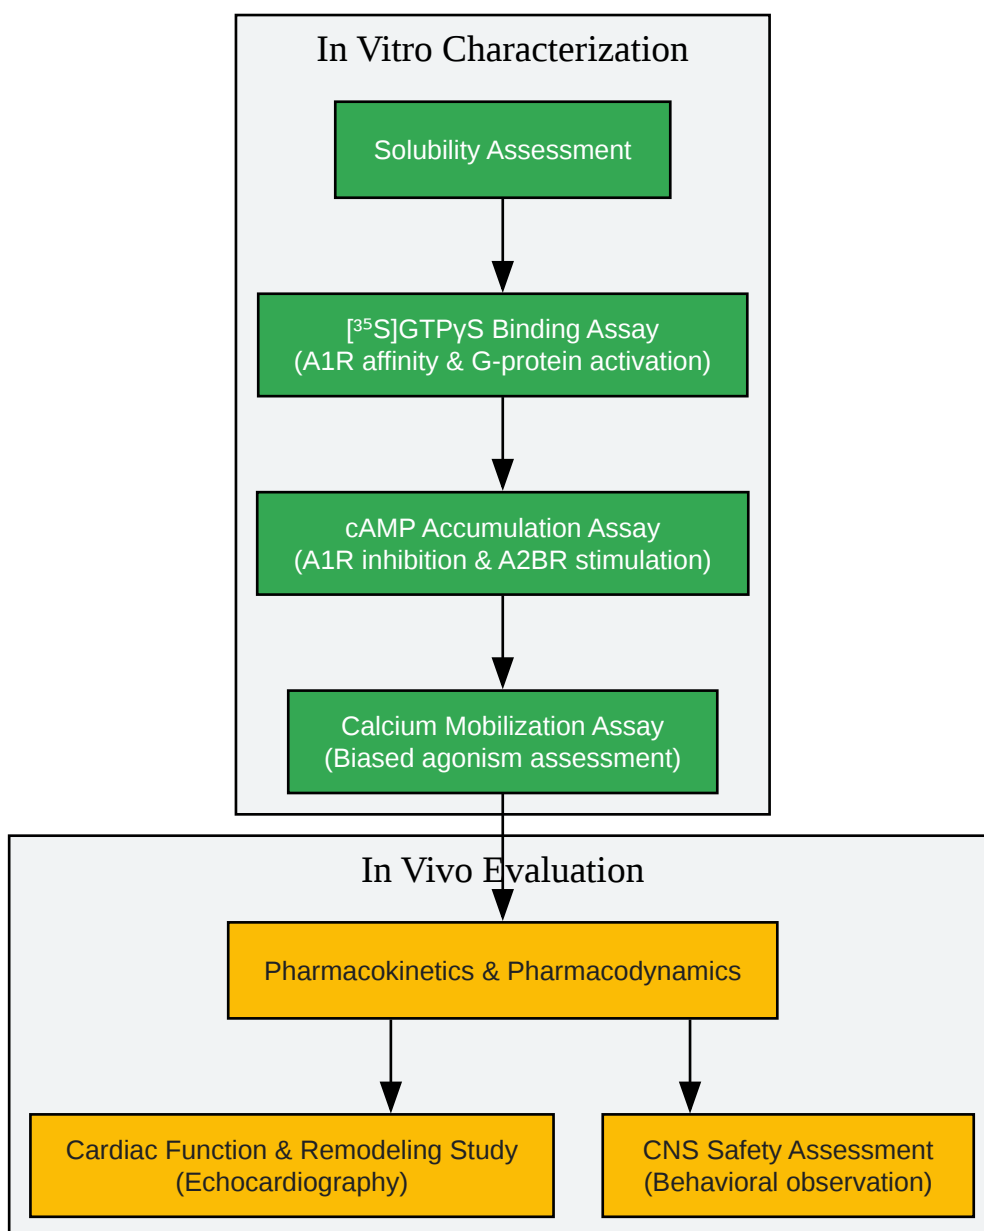 In Vitro Characterization
Solubility Assessment
[³⁵S]GTPγS Binding Assay
(A1R affinity & G-protein activation)
cAMP Accumulation Assay
(A1R inhibition & A2BR stimulation)
Calcium Mobilization Assay
(Biased agonism assessment)
In Vivo Evaluation
Pharmacokinetics & Pharmacodynamics
Cardiac Function & Remodeling Study
(Echocardiography)
CNS Safety Assessment
(Behavioral observation)